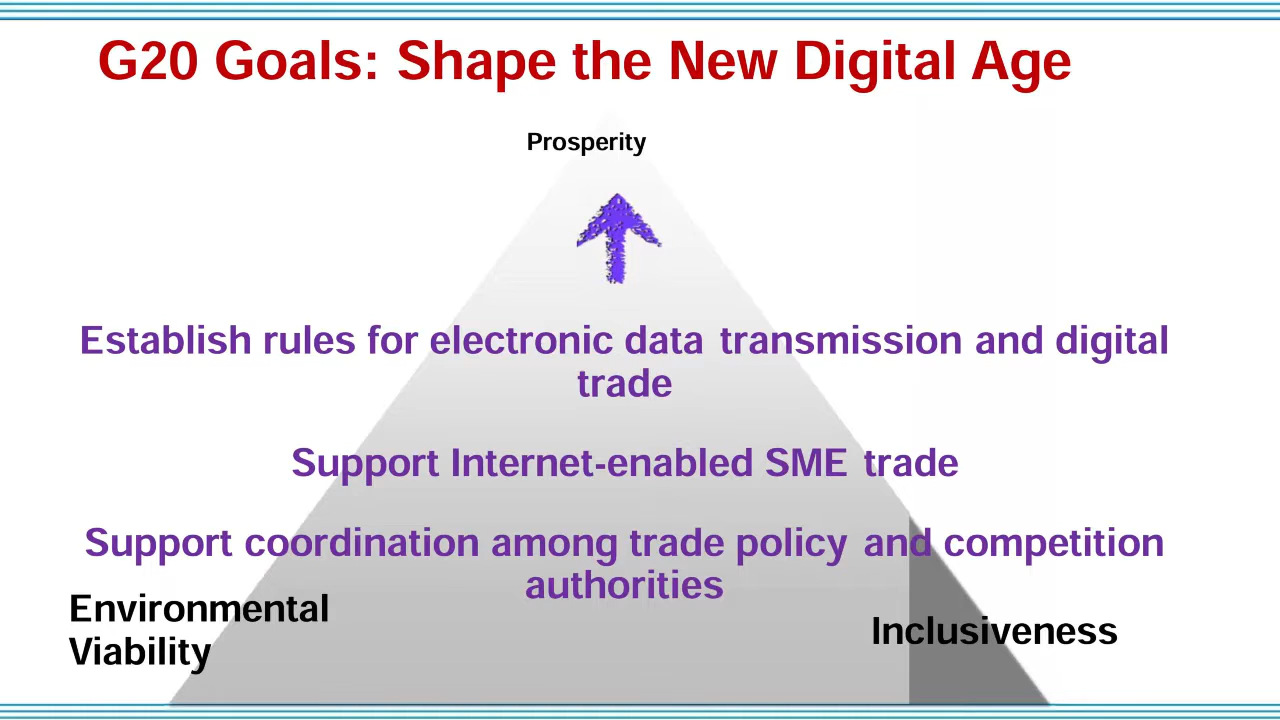 G20 Goals: Shape the New Digital Age
Prosperity
Establish rules for electronic data transmission and digital
trade
Support Internet-enabled SME trade
Support coordination among trade policy and competition
authorities
Environmental
Viability
Inclusiveness